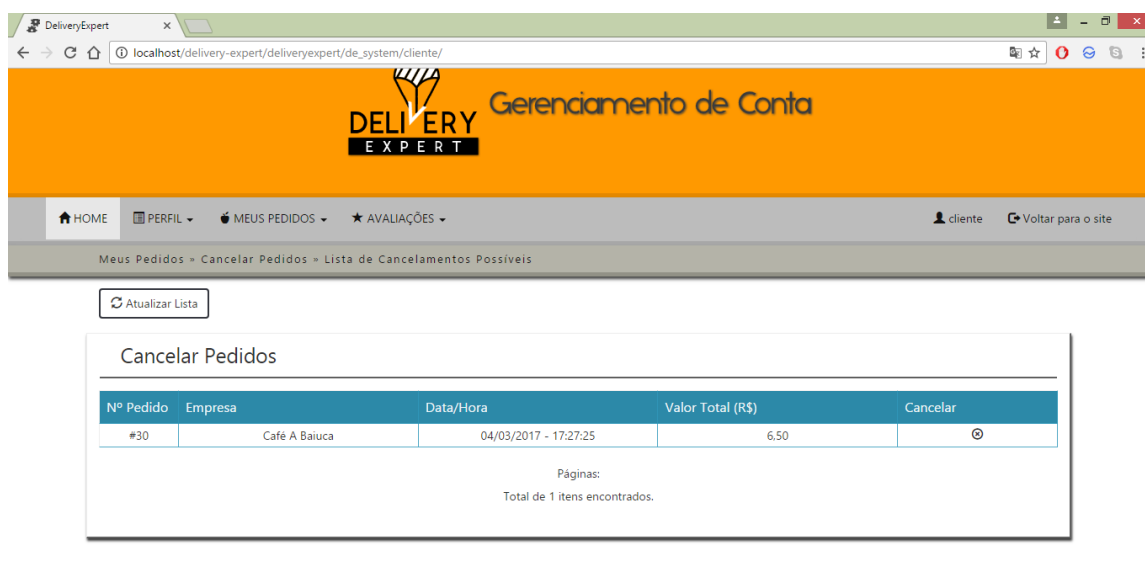 DeliveryExpert
localhost/delivery-expert/deliveryexpert/de_system/cliente/
DELIVERY
EXPERT
Gerenciamento de Conta
HOME PERFIL MEUS PEDIDOS AVALIAÇÕES cliente Voltar para o site
Meus Pedidos » Cancelar Pedidos » Lista de Cancelamentos Possíveis
Atualizar Lista
Cancelar Pedidos
Nº Pedido Empresa Data/Hora Valor Total (R$) Cancelar
#30 Café A Baiuca 04/03/2017 - 17:27:25 6,50
Páginas:
Total de 1 itens encontrados.